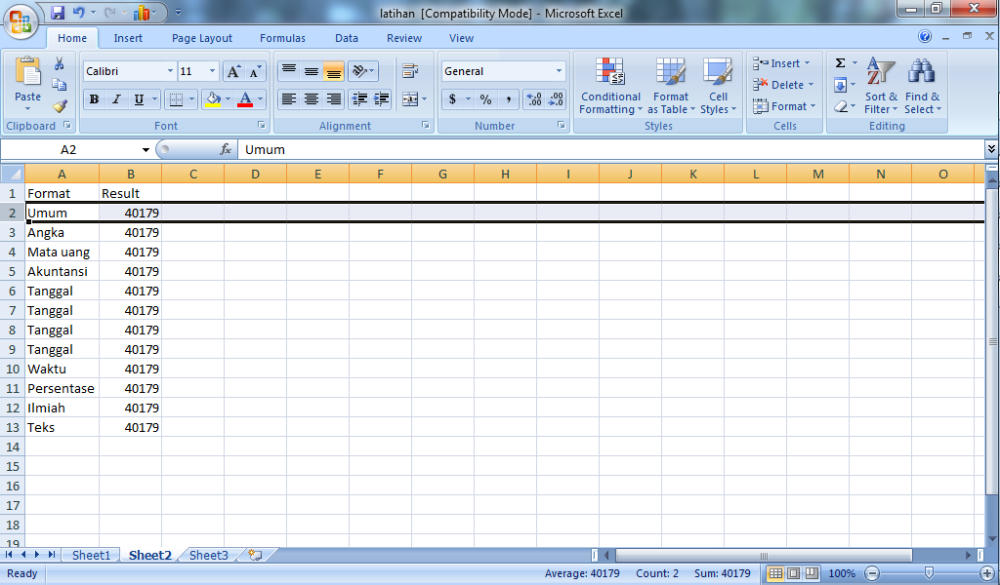 latihan [Compatibility Mode] - Microsoft Excel
Home Insert Page Layout Formulas Data Review View
Paste
Clipboard
Calibri 11
B I U
Font
Alignment
General
$ % ,
Number
Conditional Formatting
Format as Table
Cell Styles
Styles
Insert
Delete
Format
Cells
Σ
Sort & Filter
Find & Select
Editing
A2 fx Umum
A B C D E F G H I J K L M N O
1 Format Result
2 Umum 40179
3 Angka 40179
4 Mata uang 40179
5 Akuntansi 40179
6 Tanggal 40179
7 Tanggal 40179
8 Tanggal 40179
9 Tanggal 40179
10 Waktu 40179
11 Persentase 40179
12 Ilmiah 40179
13 Teks 40179
14
15
16
17
18
19
Sheet1 Sheet2 Sheet3
Ready Average: 40179 Count: 2 Sum: 40179 100%